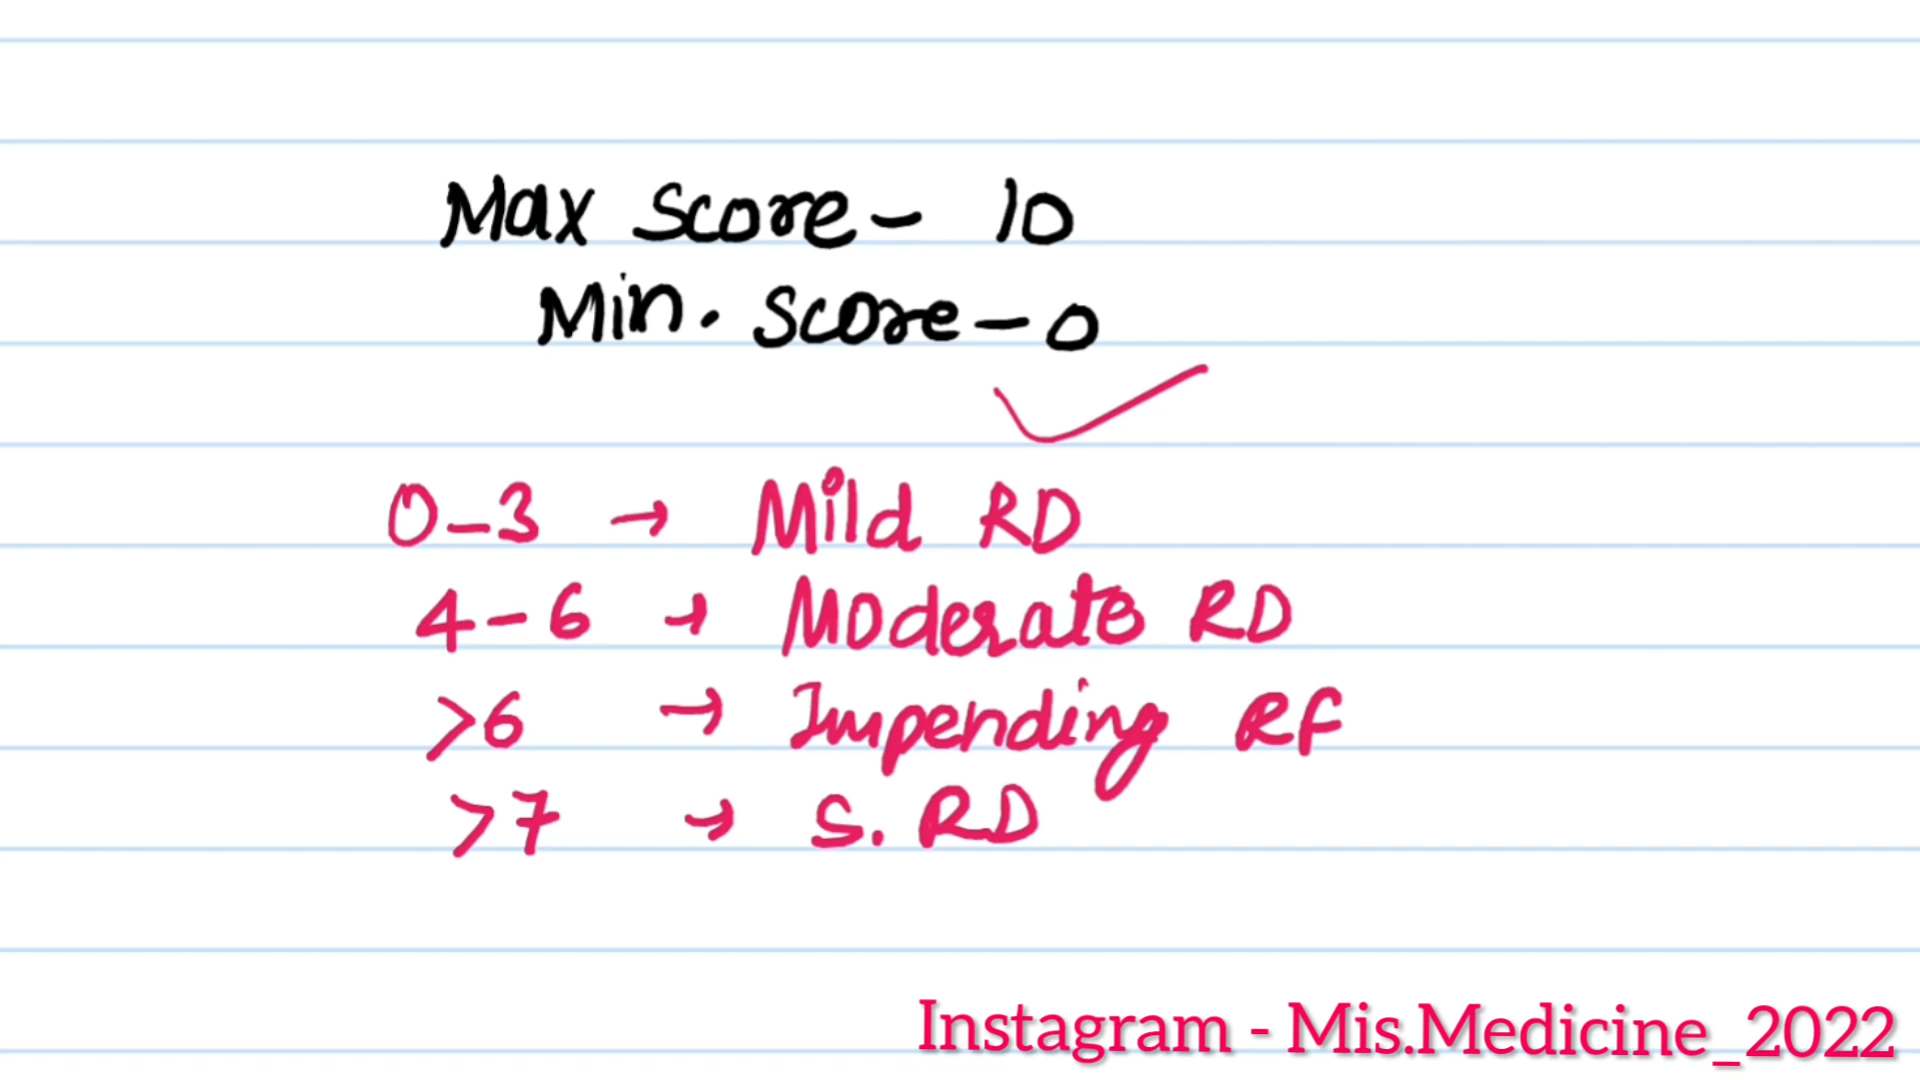 Max Score - 10
Min. Score - 0
0-3 → Mild RD
4-6 → Moderate RD
>6 → Impending RF
>7 → S. RD
Instagram - Mis.Medicine_2022